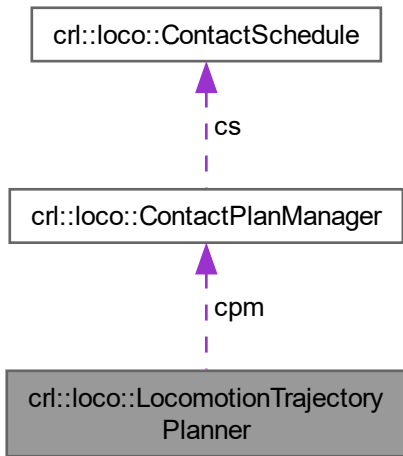 crl::loco::ContactSchedule
cs
crl::loco::ContactPlanManager
cpm
crl::loco::LocomotionTrajectory
Planner